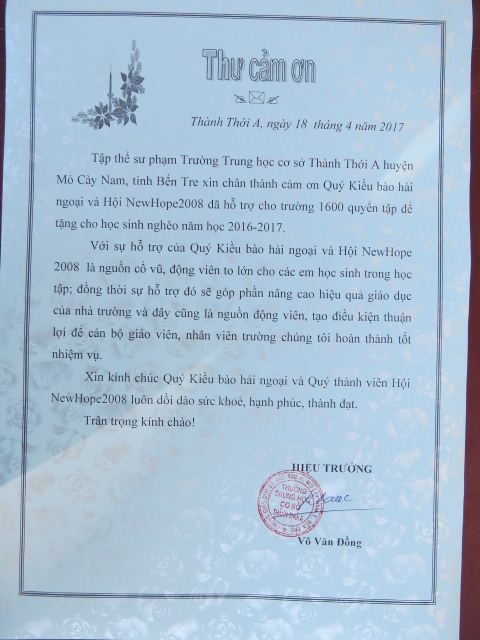 Thư cảm ơn
Thành Thới A, ngày 18 tháng 4 năm 2017
Tập thể sư phạm Trường Trung học cơ sở Thành Thới A huyện
Mỏ Cày Nam, tỉnh Bến Tre xin chân thành cảm ơn Quý Kiều bào hải
ngoại và Hội NewHope2008 đã hỗ trợ cho trường 1600 quyển tập để
tặng cho học sinh nghèo năm học 2016-2017.
Với sự hỗ trợ của Quý Kiều bào hải ngoại và Hội NewHope
2008 là nguồn cổ vũ, động viên to lớn cho các em học sinh trong học
tập; đồng thời sự hỗ trợ đó sẽ góp phần nâng cao hiệu quả giáo dục
của nhà trường và đây cũng là nguồn động viên, tạo điều kiện thuận
lợi để cán bộ giáo viên, nhân viên trường chúng tôi hoàn thành tốt
nhiệm vụ.
Xin kính chúc Quý Kiều bào hải ngoại và Quý thành viên Hội
NewHope2008 luôn dồi dào sức khoẻ, hạnh phúc, thành đạt.
Trân trọng kính chào!
HIỆU TRƯỞNG
TRƯỜNG
TRUNG HỌC
CƠ SỞ
Võ Văn Đồng